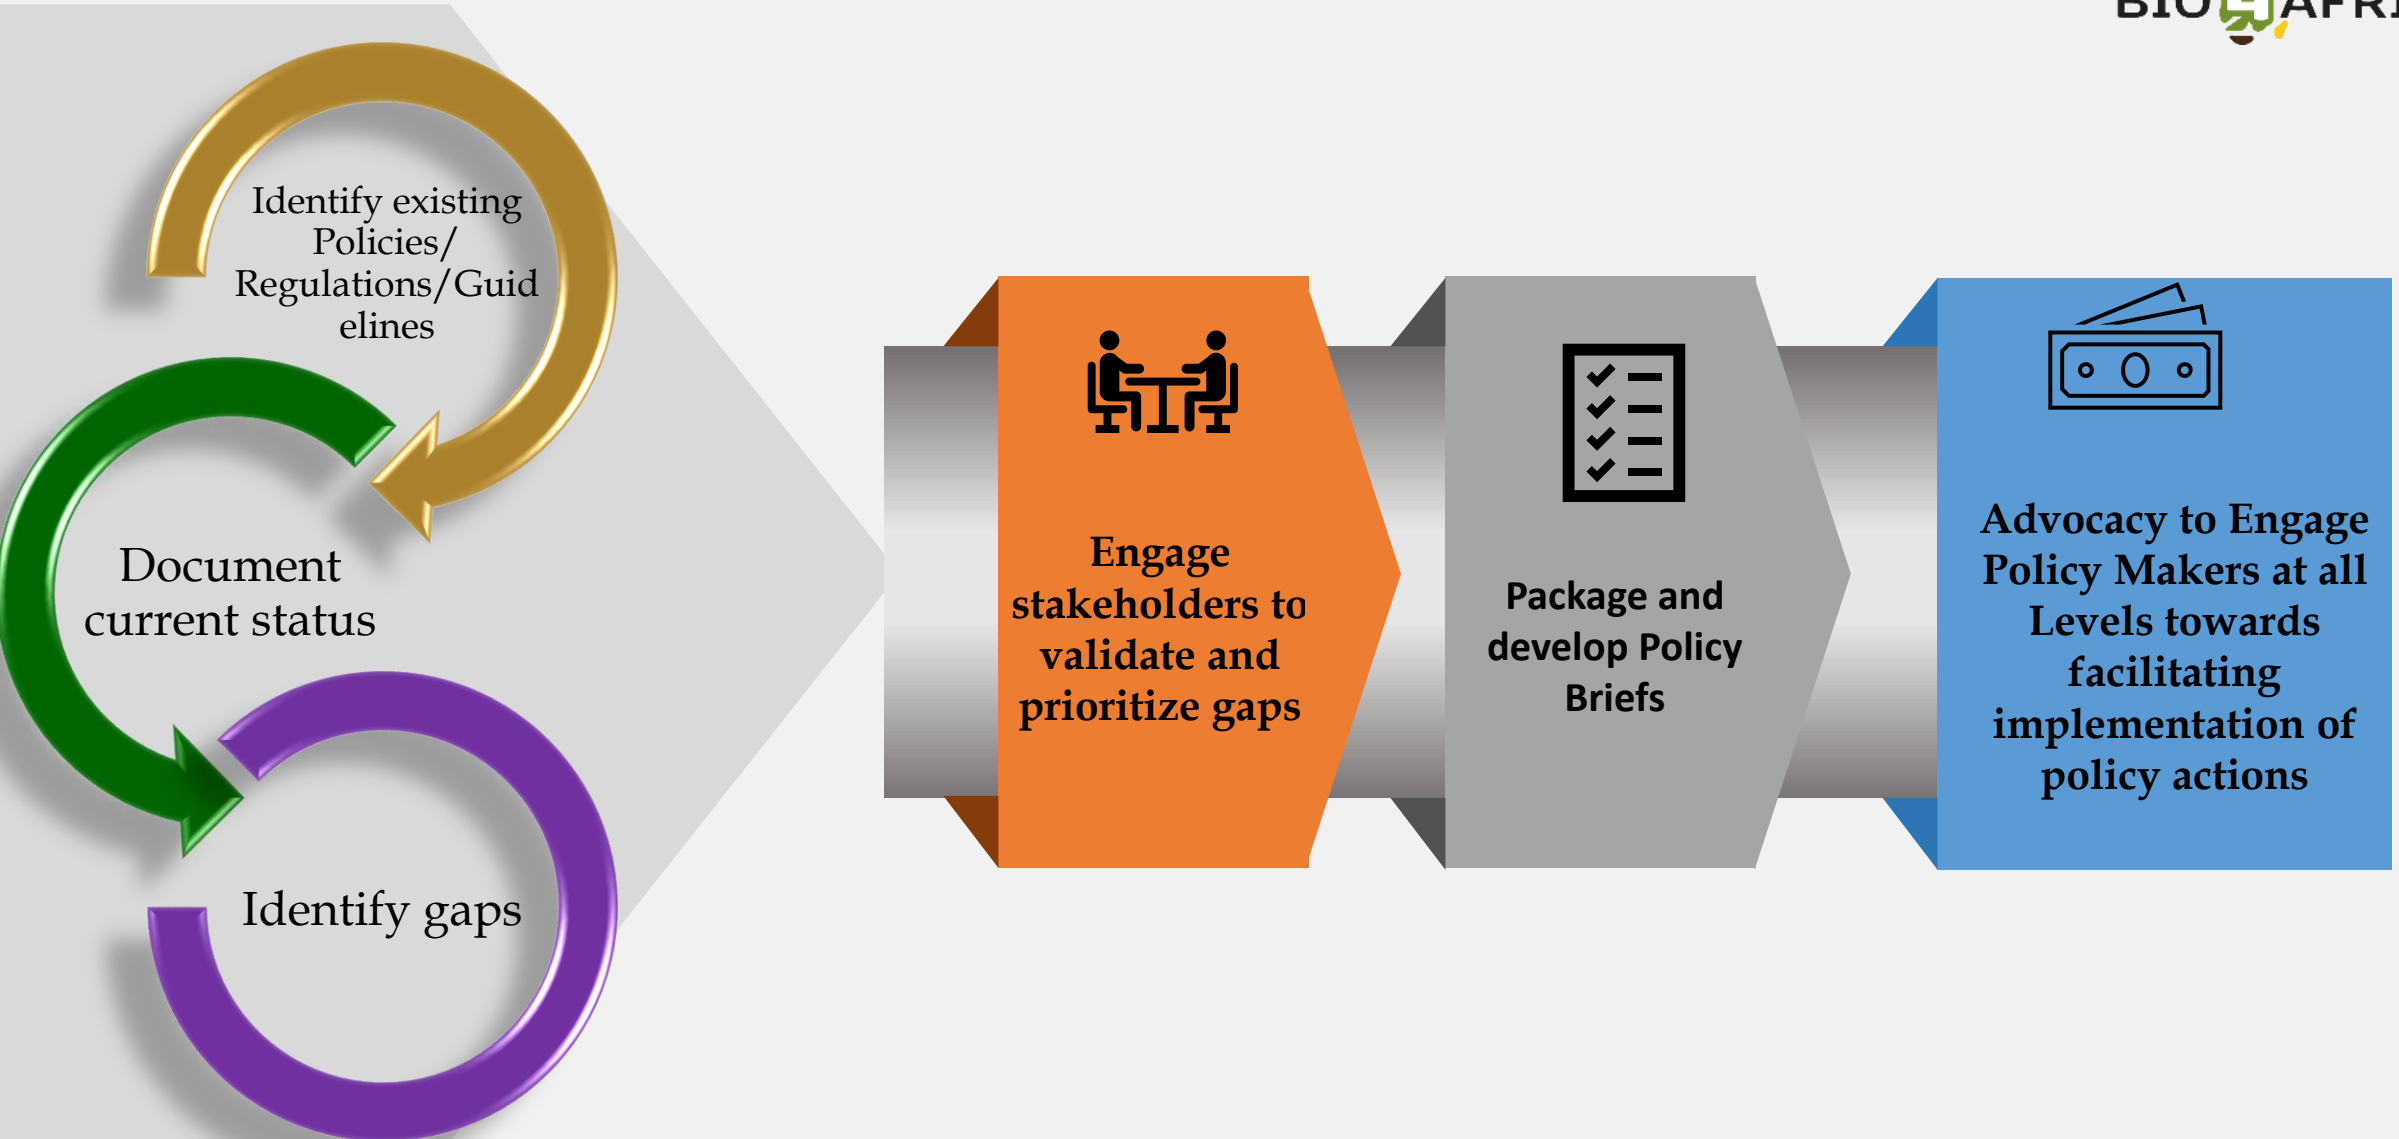 BIO4AFRI
Identify existing
Policies/
Regulations/Guid
elines
Document
current status
Identify gaps
Engage
stakeholders to
validate and
prioritize gaps
Package and
develop Policy
Briefs
Advocacy to Engage
Policy Makers at all
Levels towards
facilitating
implementation of
policy actions